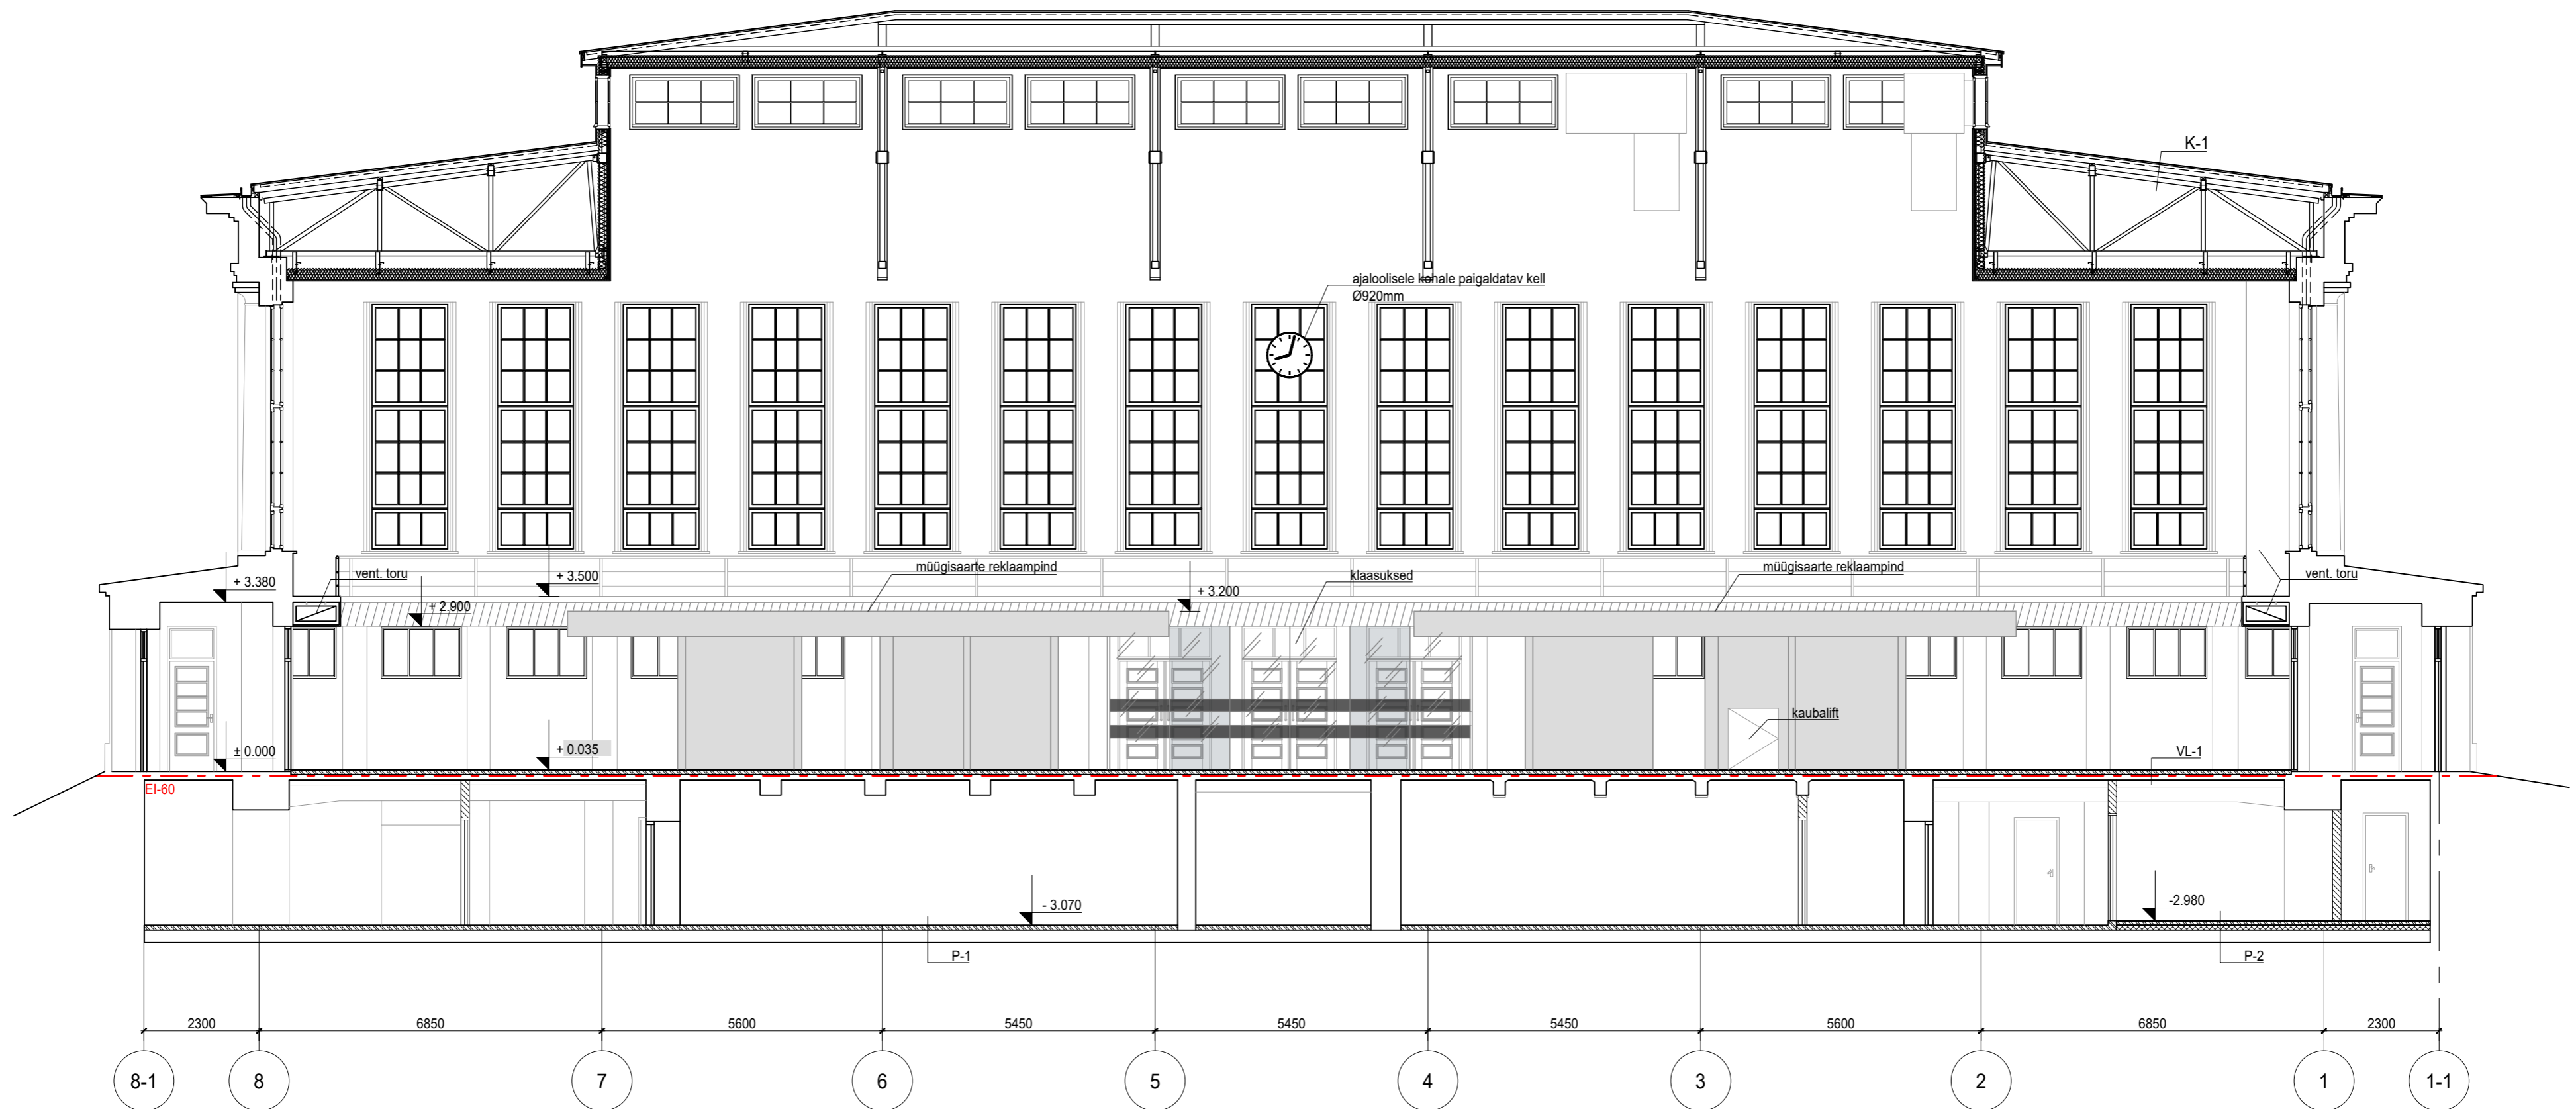 K-1
ajaloolisele kohale paigaldatav kell
Ø920mm
+ 3.380
vent. toru
+ 2.900
+ 3.500
müügisaarte reklaampind
+ 3.200
klaasuksed
müügisaarte reklaampind
vent. toru
± 0.000
+ 0.035
kaubalift
VL-1
EI-60
- 3.070
-2.980
P-1
P-2
2300 6850 5600 5450 5450 5450 5600 6850 2300
8-1 8 7 6 5 4 3 2 1 1-1